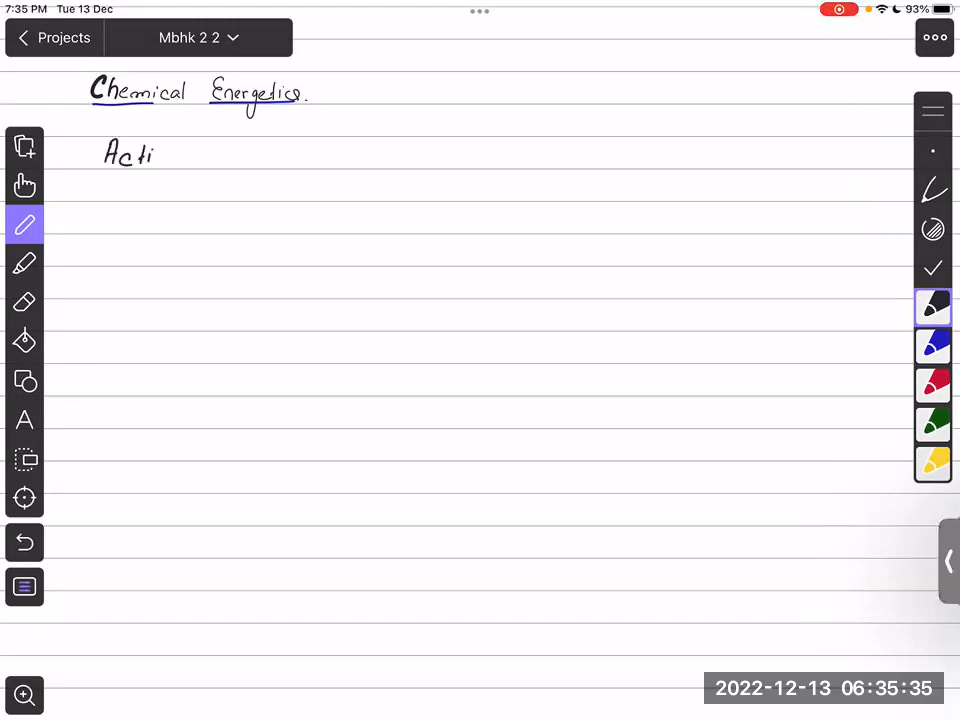 7:35 PM Tue 13 Dec
93%
Projects
Mbhk 2 2
Chemical Energetics.
Acti
A
2022-12-13 06:35:35